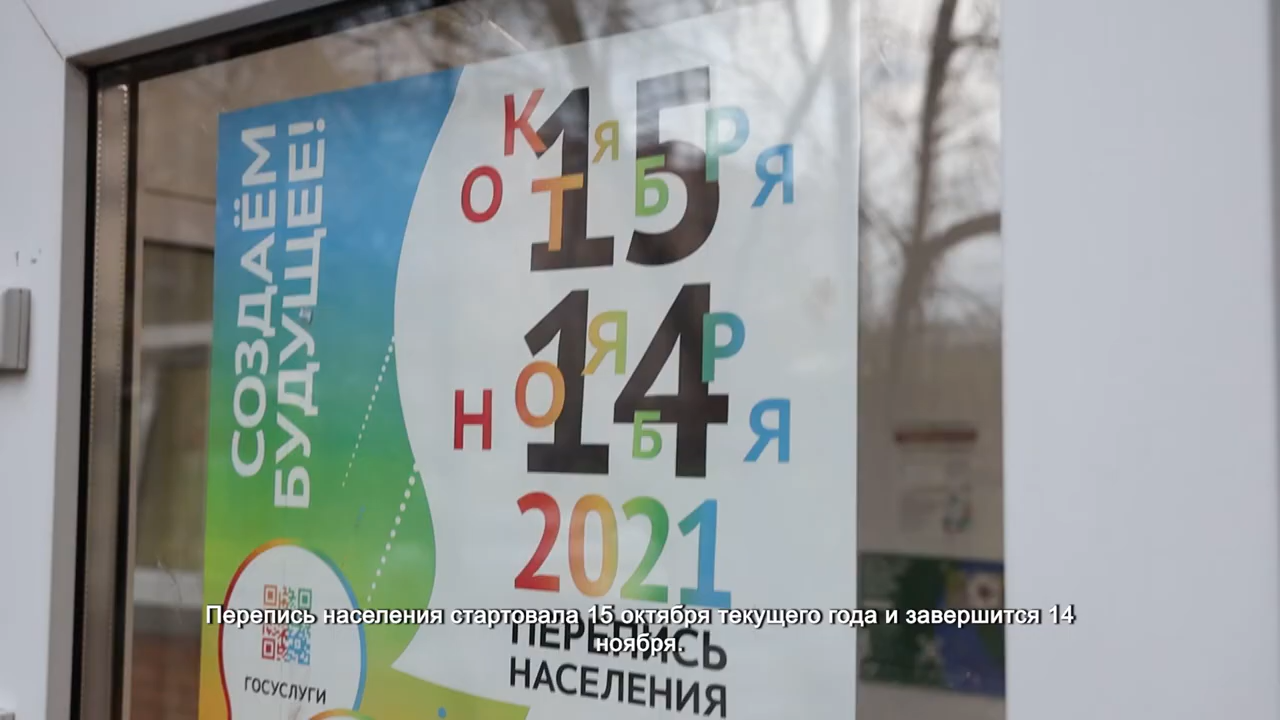 СОЗДАЁМ
БУДУЩЕЕ!
15 ОКТЯБРЯ
14 НОЯБРЯ
2021
ПЕРЕПИСЬ
НАСЕЛЕНИЯ
ГОСУСЛУГИ
Перепись населения стартовала 15 октября текущего года и завершится 14
ноября.